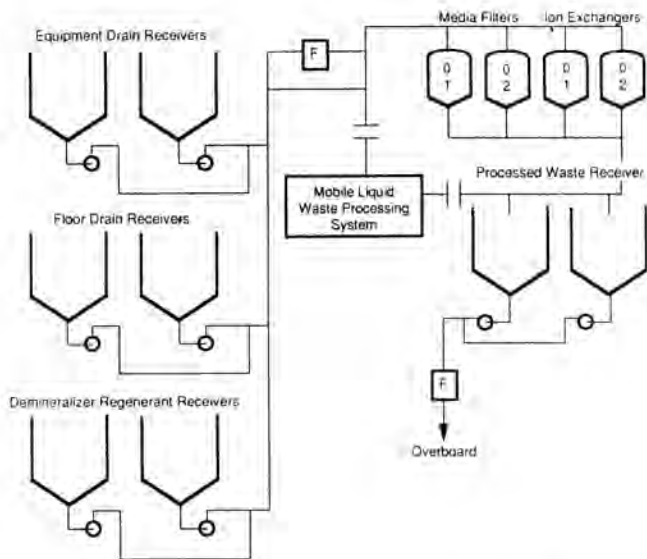 Equipment Drain Receivers
F
Media Filters
Ion Exchangers
0
1
0
2
0
1
0
2
Mobile Liquid
Waste Processing
System
Processed Waste Receiver
Floor Drain Receivers
F
Overboard
Demineralizer Regenerant Receivers